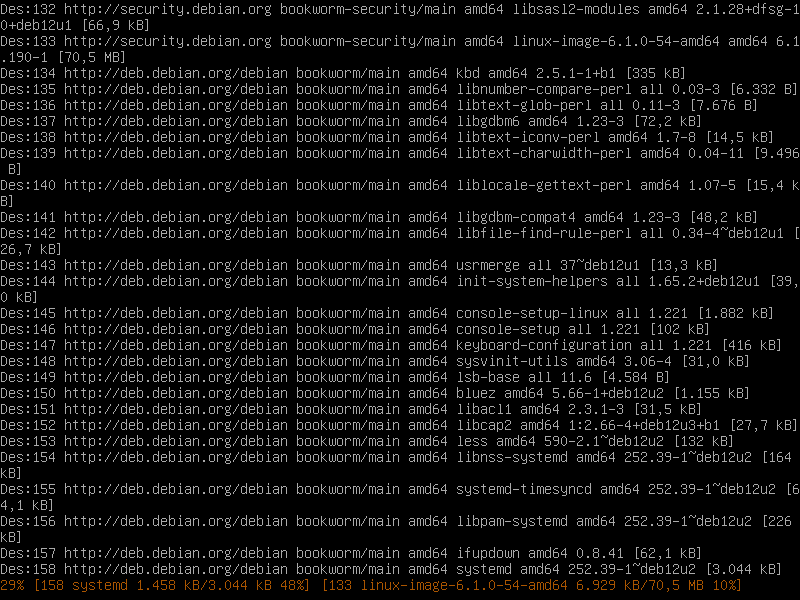 Des:132 http://security.debian.org bookworm-security/main amd64 libsasl2-modules amd64 2.1.28+dfsg-1
0+deb12u1 [66,9 kB]
Des:133 http://security.debian.org bookworm-security/main amd64 linux-image-6.1.0-54-amd64 amd64 6.1
.190-1 [70,5 MB]
Des:134 http://deb.debian.org/debian bookworm/main amd64 kbd amd64 2.5.1-1+b1 [335 kB]
Des:135 http://deb.debian.org/debian bookworm/main amd64 libnumber-compare-perl all 0.03-3 [6.332 B]
Des:136 http://deb.debian.org/debian bookworm/main amd64 libtext-glob-perl all 0.11-3 [7.676 B]
Des:137 http://deb.debian.org/debian bookworm/main amd64 libgdbm6 amd64 1.23-3 [72,2 kB]
Des:138 http://deb.debian.org/debian bookworm/main amd64 libtext-iconv-perl amd64 1.7-8 [14,5 kB]
Des:139 http://deb.debian.org/debian bookworm/main amd64 libtext-charwidth-perl amd64 0.04-11 [9.496
 B]
Des:140 http://deb.debian.org/debian bookworm/main amd64 liblocale-gettext-perl amd64 1.07-5 [15,4 k
B]
Des:141 http://deb.debian.org/debian bookworm/main amd64 libgdbm-compat4 amd64 1.23-3 [48,2 kB]
Des:142 http://deb.debian.org/debian bookworm/main amd64 libfile-find-rule-perl all 0.34-4~deb12u1 [
26,7 kB]
Des:143 http://deb.debian.org/debian bookworm/main amd64 usrmerge all 37~deb12u1 [13,3 kB]
Des:144 http://deb.debian.org/debian bookworm/main amd64 init-system-helpers all 1.65.2+deb12u1 [39,
0 kB]
Des:145 http://deb.debian.org/debian bookworm/main amd64 console-setup-linux all 1.221 [1.882 kB]
Des:146 http://deb.debian.org/debian bookworm/main amd64 console-setup all 1.221 [102 kB]
Des:147 http://deb.debian.org/debian bookworm/main amd64 keyboard-configuration all 1.221 [416 kB]
Des:148 http://deb.debian.org/debian bookworm/main amd64 sysvinit-utils amd64 3.06-4 [31,0 kB]
Des:149 http://deb.debian.org/debian bookworm/main amd64 lsb-base all 11.6 [4.584 B]
Des:150 http://deb.debian.org/debian bookworm/main amd64 bluez amd64 5.66-1+deb12u2 [1.155 kB]
Des:151 http://deb.debian.org/debian bookworm/main amd64 libacl1 amd64 2.3.1-3 [31,5 kB]
Des:152 http://deb.debian.org/debian bookworm/main amd64 libcap2 amd64 1:2.66-4+deb12u3+b1 [27,7 kB]
Des:153 http://deb.debian.org/debian bookworm/main amd64 less amd64 590-2.1~deb12u2 [132 kB]
Des:154 http://deb.debian.org/debian bookworm/main amd64 libnss-systemd amd64 252.39-1~deb12u2 [164 
kB]
Des:155 http://deb.debian.org/debian bookworm/main amd64 systemd-timesyncd amd64 252.39-1~deb12u2 [6
4,1 kB]
Des:156 http://deb.debian.org/debian bookworm/main amd64 libpam-systemd amd64 252.39-1~deb12u2 [226 
kB]
Des:157 http://deb.debian.org/debian bookworm/main amd64 ifupdown amd64 0.8.41 [62,1 kB]
Des:158 http://deb.debian.org/debian bookworm/main amd64 systemd amd64 252.39-1~deb12u2 [3.044 kB]
29% [158 systemd 1.458 kB/3.044 kB 48%] [133 linux-image-6.1.0-54-amd64 6.929 kB/70,5 MB 10%]